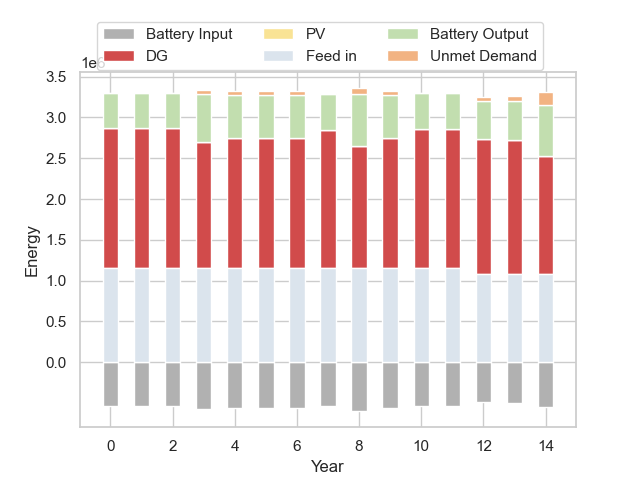 Battery Input PV Battery Output
DG Feed in Unmet Demand
1e6
3.5
3.0
2.5
2.0
1.5
1.0
0.5
0.0
Energy
0 2 4 6 8 10 12 14
Year